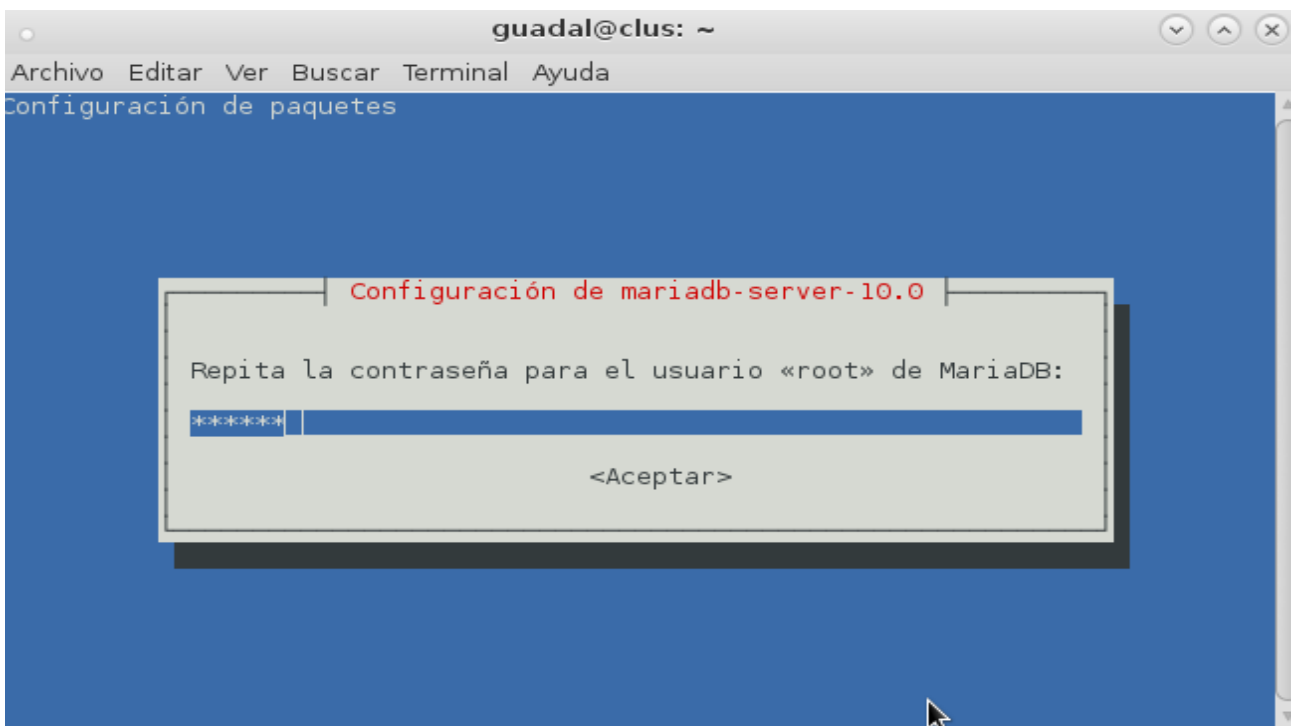 guadal@clus: ~
Archivo Editar Ver Buscar Terminal Ayuda
Configuración de paquetes
Configuración de mariadb-server-10.0
Repita la contraseña para el usuario «root» de MariaDB:
******
<Aceptar>